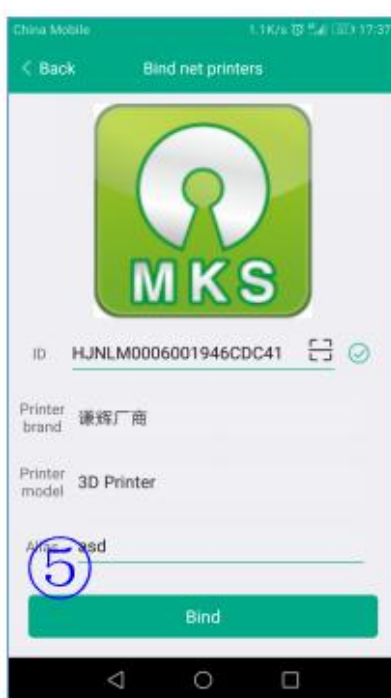 China Mobile 1.1K/s 17:37
< Back Bind net printers
MKS
ID HJNLM0006001946CDC41
Printer
brand
谦辉厂商
Printer
model
3D Printer
Alias asd
⑤
Bind